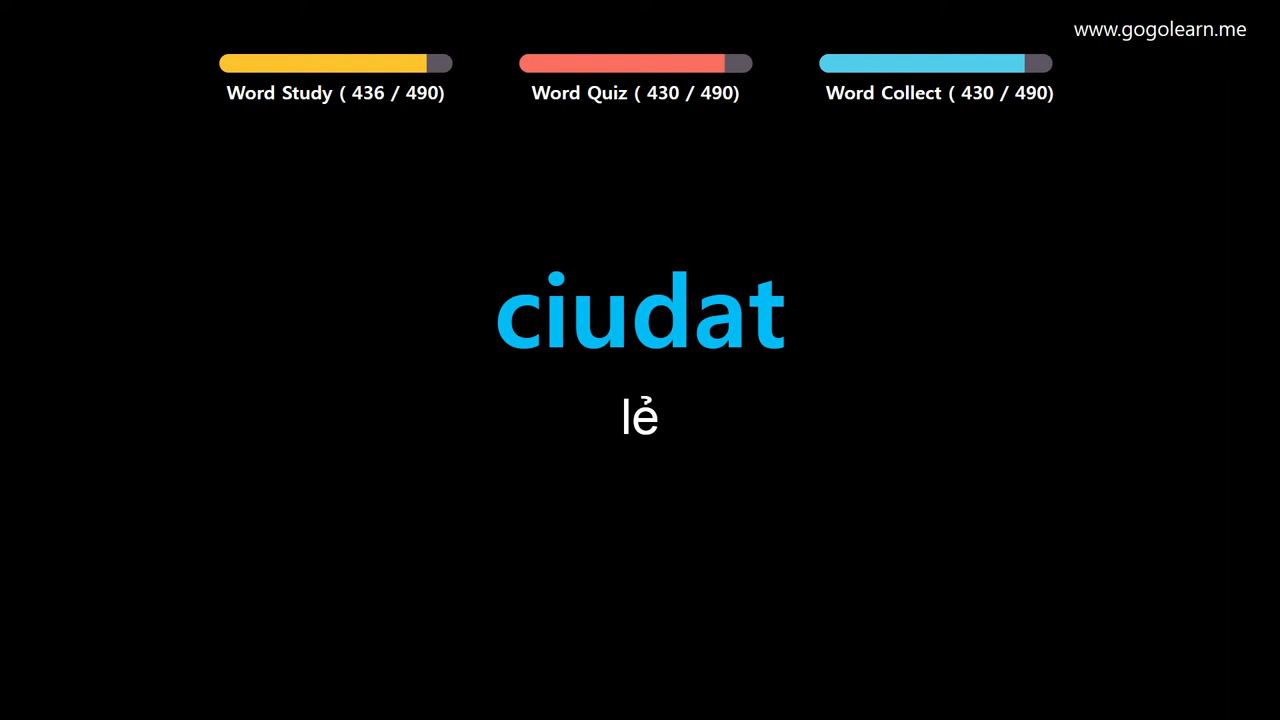 www.gogolearn.me
Word Study ( 436 / 490)
Word Quiz ( 430 / 490)
Word Collect ( 430 / 490)
ciudat
lẻ